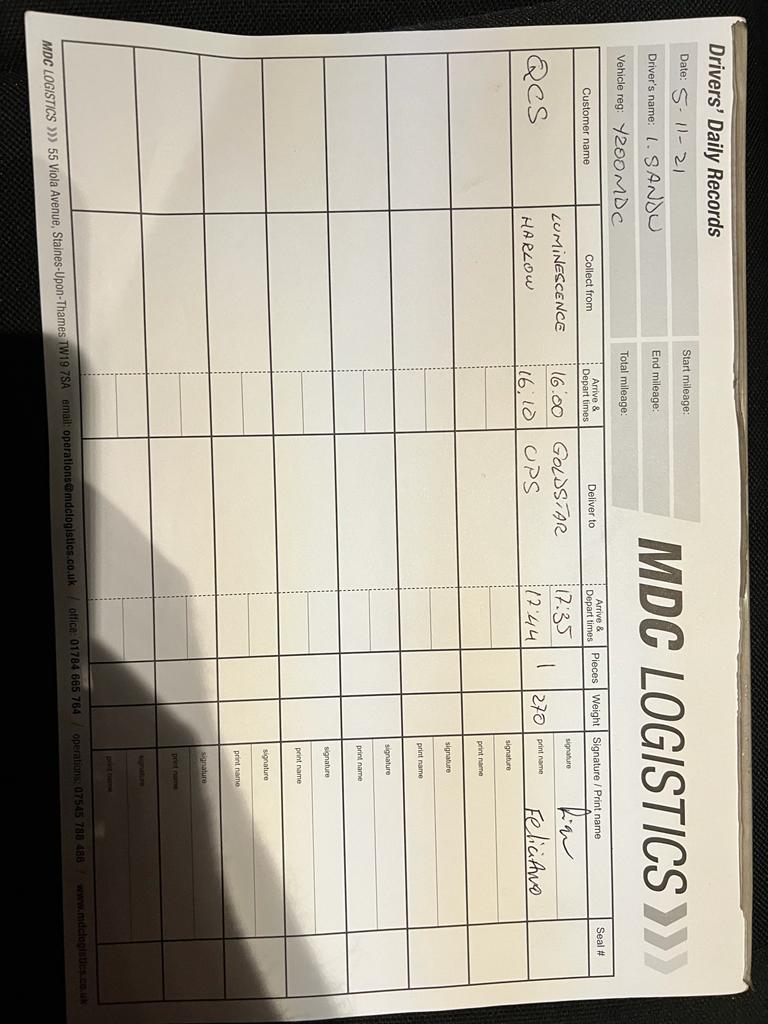 Drivers' Daily Records
MDC LOGISTICS
Date: 5-11-21
Start mileage:
Driver's name: I. SANDU
End mileage:
Vehicle reg: Y200MDC
Total mileage:
Customer name Collect from Arrive & Depart times Deliver to Arrive & Depart times Pieces Weight Signature / Print name Seal #
LUMINESCENCE 16:00 GOLDSTAR 17:35 signature
QCS HARLOW 16:10 UPS 17:44 1 270 print name Feliciano
signature
print name
signature
print name
signature
print name
signature
print name
signature
print name
signature
print name
signature
print name
MDC LOGISTICS >>> 55 Viola Avenue, Staines-Upon-Thames TW19 7SA email: operations@mdclogistics.co.uk / office: 01784 665 764 / operations: 07545 788 486 / www.mdclogistics.co.uk